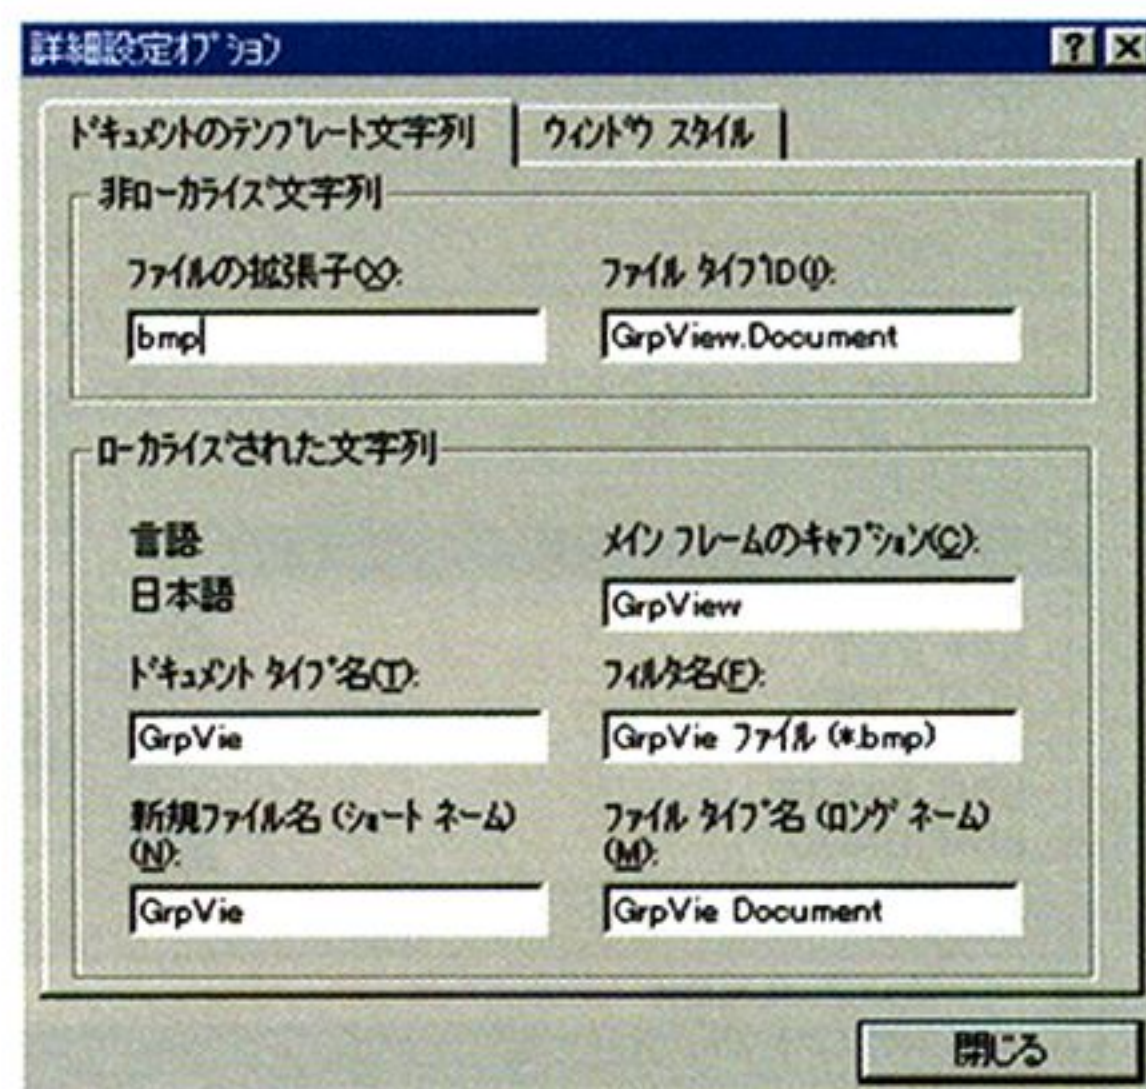 詳細設定ｵﾌﾟｼｮﾝ
ﾄﾞｷｭﾒﾝﾄのﾃﾝﾌﾟﾚｰﾄ文字列 ｳｨﾝﾄﾞｳ ｽﾀｲﾙ
非ﾛｰｶﾗｲｽﾞ文字列
ﾌｧｲﾙの拡張子(X): ﾌｧｲﾙ ﾀｲﾌﾟID(I):
bmp GrpView.Document
ﾛｰｶﾗｲｽﾞされた文字列
言語: ﾒｲﾝ ﾌﾚｰﾑのｷｬﾌﾟｼｮﾝ(C):
日本語 GrpView
ﾄﾞｷｭﾒﾝﾄ ﾀｲﾌﾟ名(T): ﾌｨﾙﾀ名(F):
GrpVie GrpVie ﾌｧｲﾙ (*.bmp)
新規ﾌｧｲﾙ名 (ｼｮｰﾄ ﾈｰﾑ) ﾌｧｲﾙ ﾀｲﾌﾟ名 (ﾛﾝｸﾞ ﾈｰﾑ)
(N): (M):
GrpVie GrpVie Document
閉じる